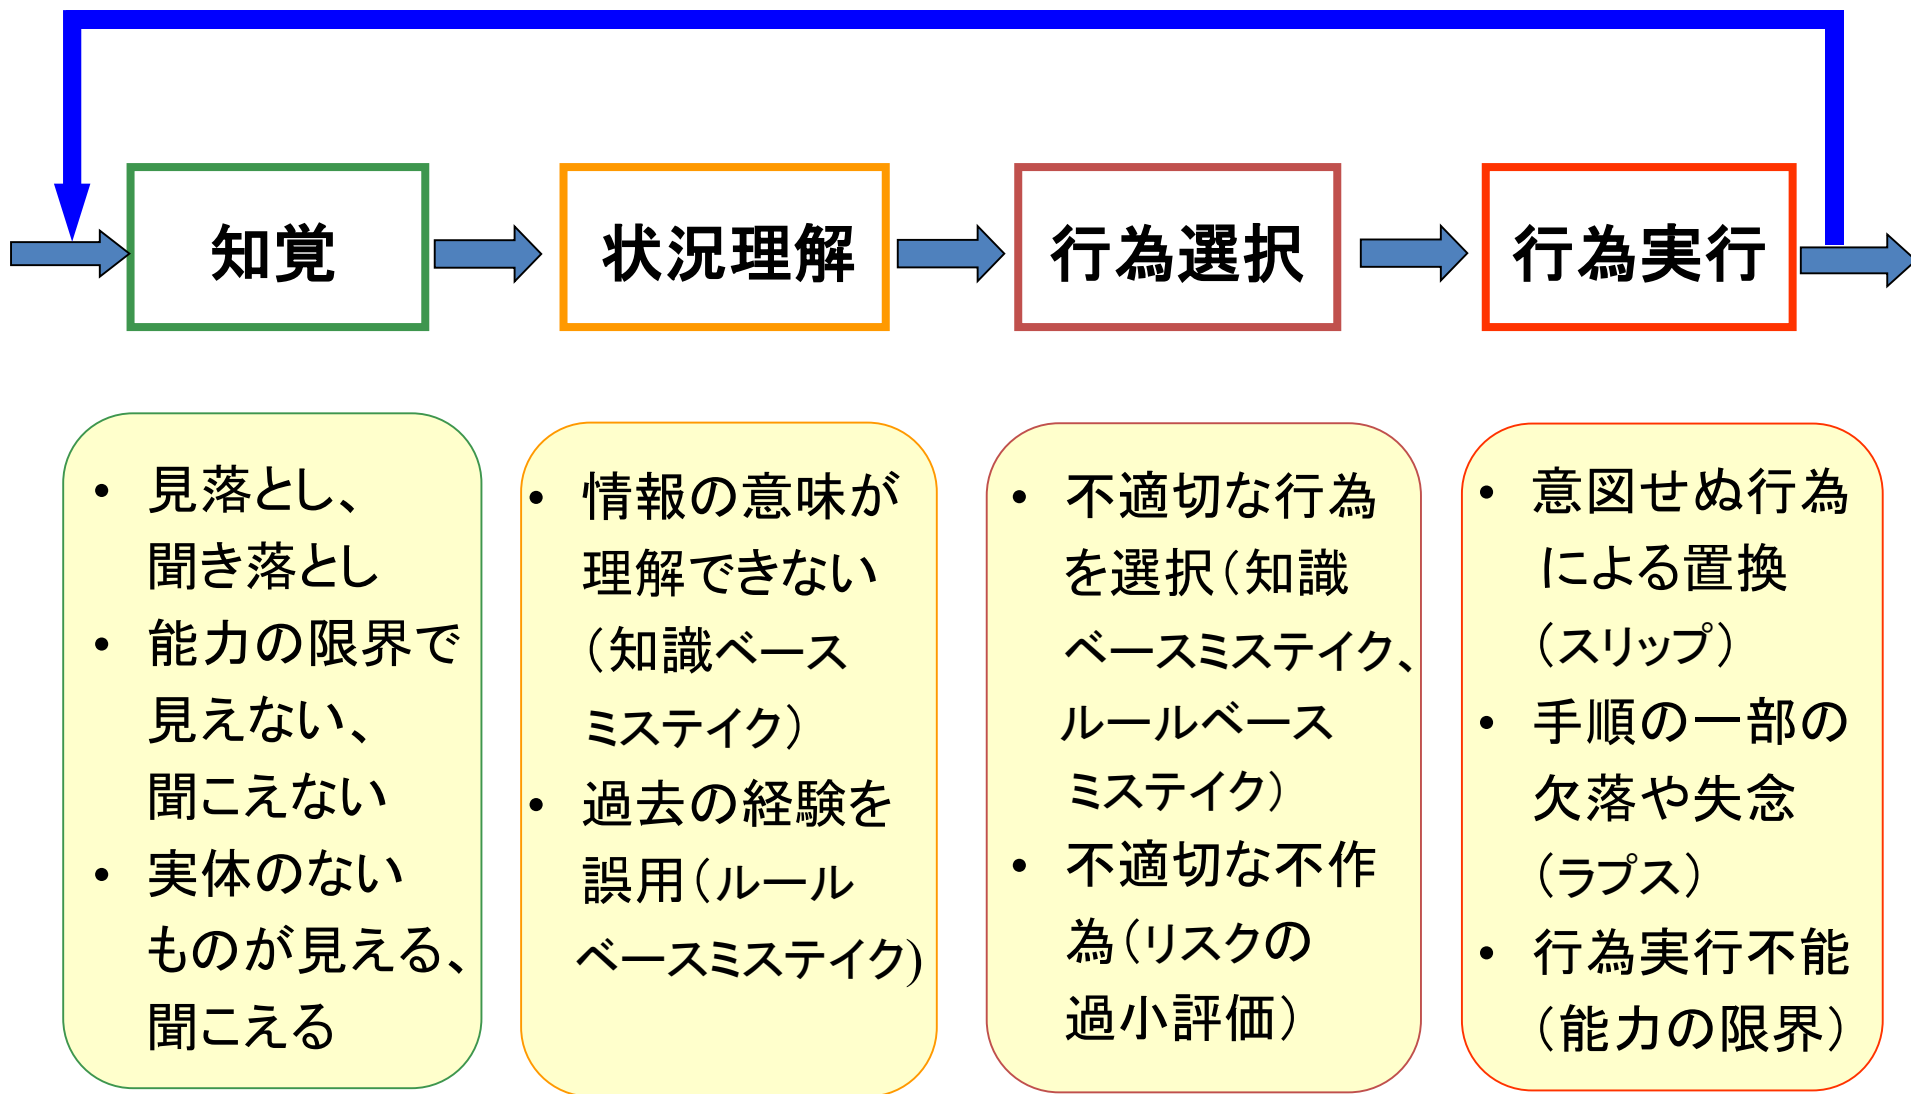 知覚
状況理解
行為選択
行為実行
• 見落とし、
聞き落とし
• 能力の限界で
見えない、
聞こえない
• 実体のない
ものが見える、
聞こえる
• 情報の意味が
理解できない
（知識ベース
ミステイク）
• 過去の経験を
誤用（ルール
ベースミステイク)
• 不適切な行為
を選択（知識
ベースミステイク、
ルールベース
ミステイク）
• 不適切な不作
為（リスクの
過小評価）
• 意図せぬ行為
による置換
（スリップ）
• 手順の一部の
欠落や失念
（ラプス）
• 行為実行不能
（能力の限界）